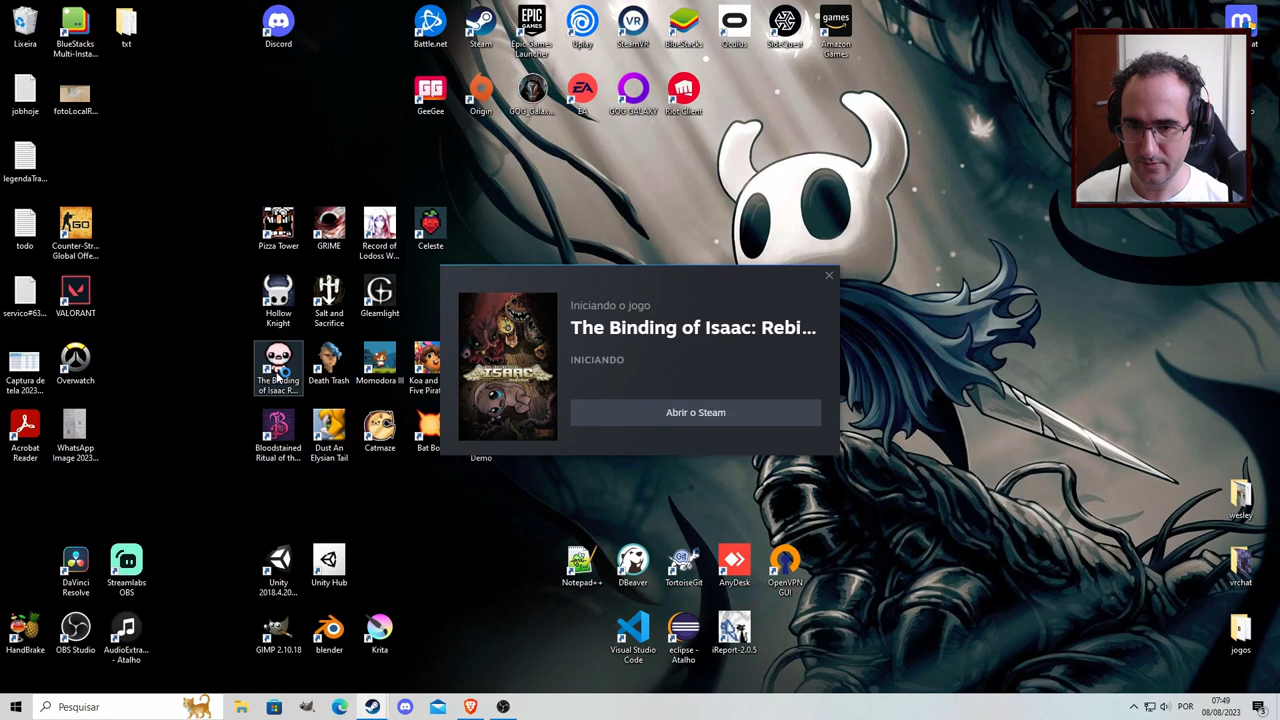 Lixeira
BlueStacks
Multi-Insta...
txt
Discord
Battle.net
Steam
Epic Games
Launcher
Uplay
SteamVR
BlueStacks
Oculus
SideQuest
Amazon
Games
jobhoje
fotoLocalR...
GeeGee
Origin
GOG_Galax...
EA
GOG GALAXY
Riot Client
legendaTra...
todo
Counter-Str...
Global Offe...
Pizza Tower
GRIME
Record of
Lodoss W...
Celeste
servico#63...
VALORANT
Hollow
Knight
Salt and
Sacrifice
Gleamlight
Iniciando o jogo
The Binding of Isaac: Rebi...
INICIANDO
Abrir o Steam
Captura de
tela 2023...
Overwatch
The Binding
of Isaac R...
Death Trash
Momodora III
Koa and
Five Pirat
Acrobat
Reader
WhatsApp
Image 2023...
Bloodstained
Ritual of th...
Dust An
Elysian Tail
Catmaze
Bat Bo
Demo
wesley
DaVinci
Resolve
Streamlabs
OBS
Unity
2018.4.20...
Unity Hub
Notepad++
DBeaver
TortoiseGit
AnyDesk
OpenVPN
GUI
vrchat
HandBrake
OBS Studio
AudioExtra...
- Atalho
GIMP 2.10.18
blender
Krita
Visual Studio
Code
eclipse -
Atalho
iReport-2.0.5
jogos
Pesquisar
POR
07:49
08/08/2023